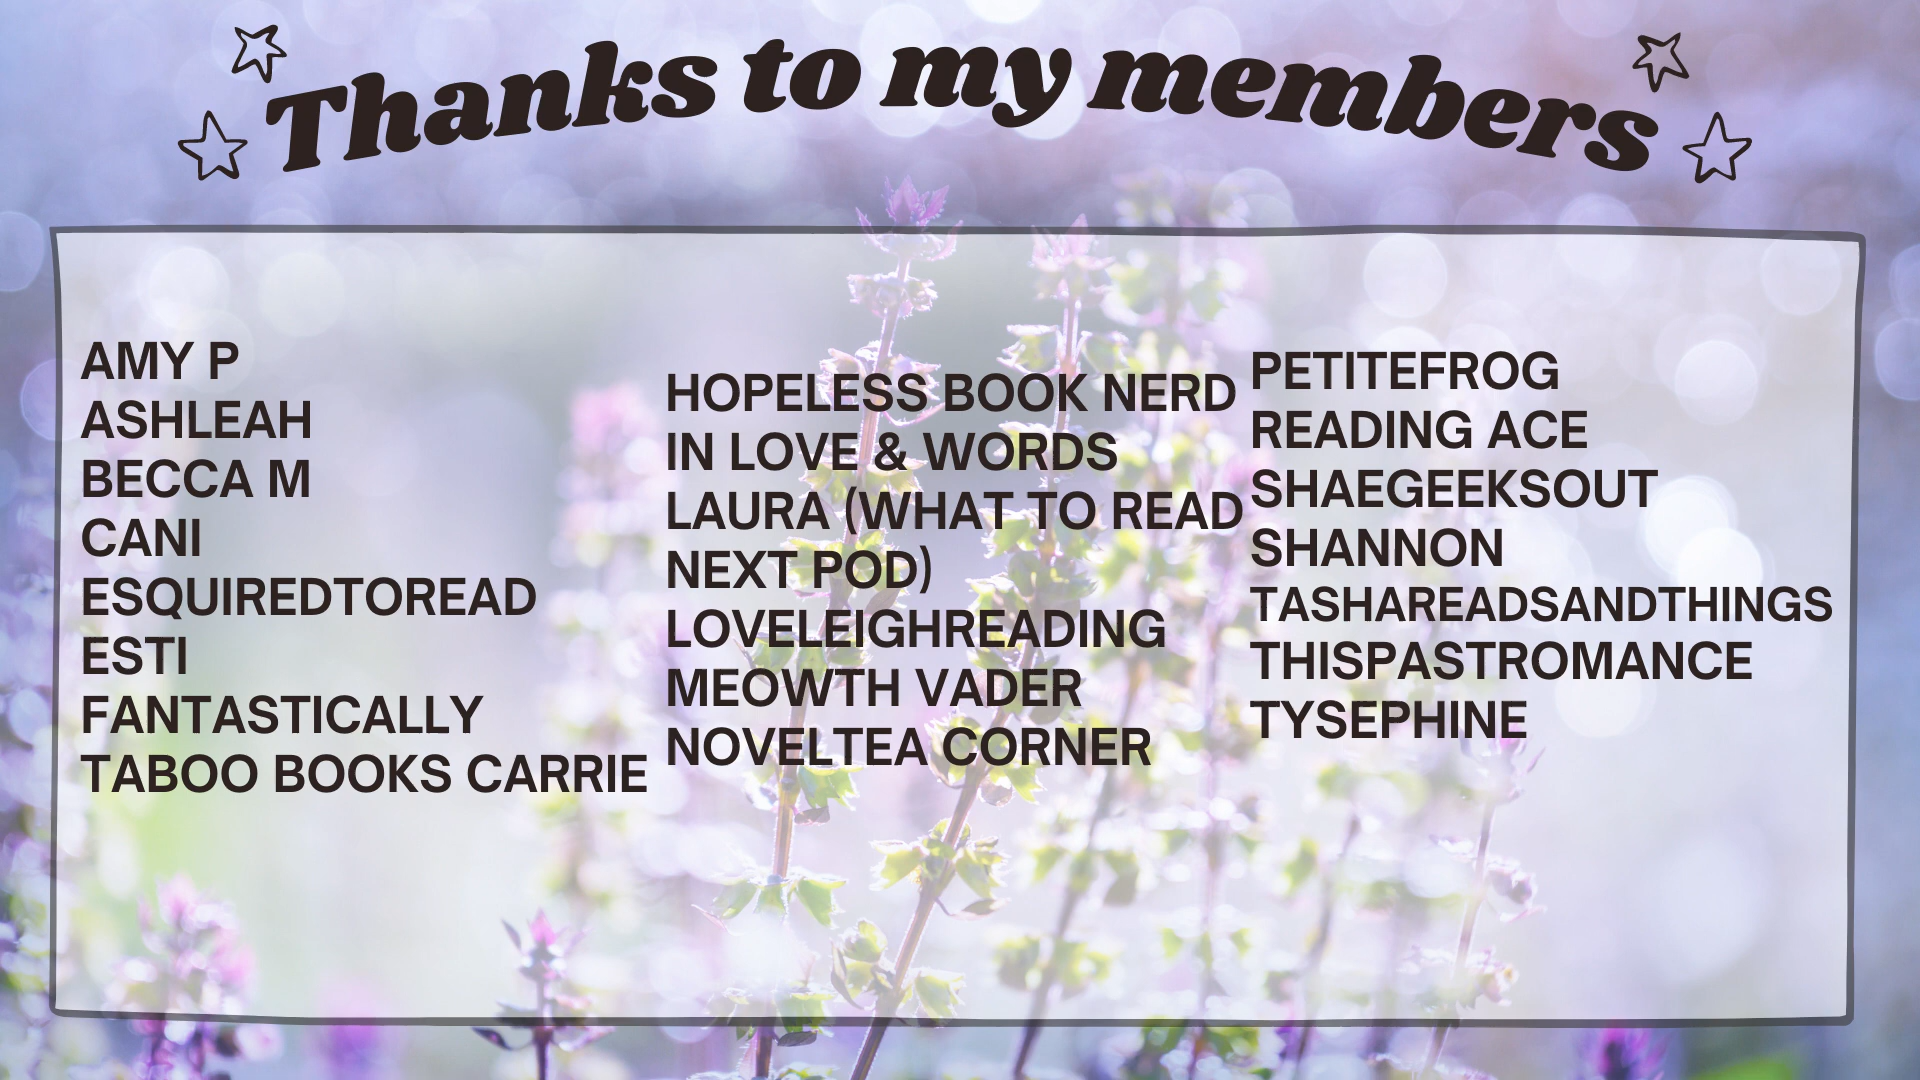 Thanks to my members
AMY P
ASHLEAH
BECCA M
CANI
ESQUIREDTOREAD
ESTI
FANTASTICALLY
TABOO BOOKS CARRIE
HOPELESS BOOK NERD
IN LOVE & WORDS
LAURA (WHAT TO READ
NEXT POD)
LOVELEIGHREADING
MEOWTH VADER
NOVELTEA CORNER
PETITEFROG
READING ACE
SHAEGEEKSOUT
SHANNON
TASHAREADSANDTHINGS
THISPASTROMANCE
TYSEPHINE